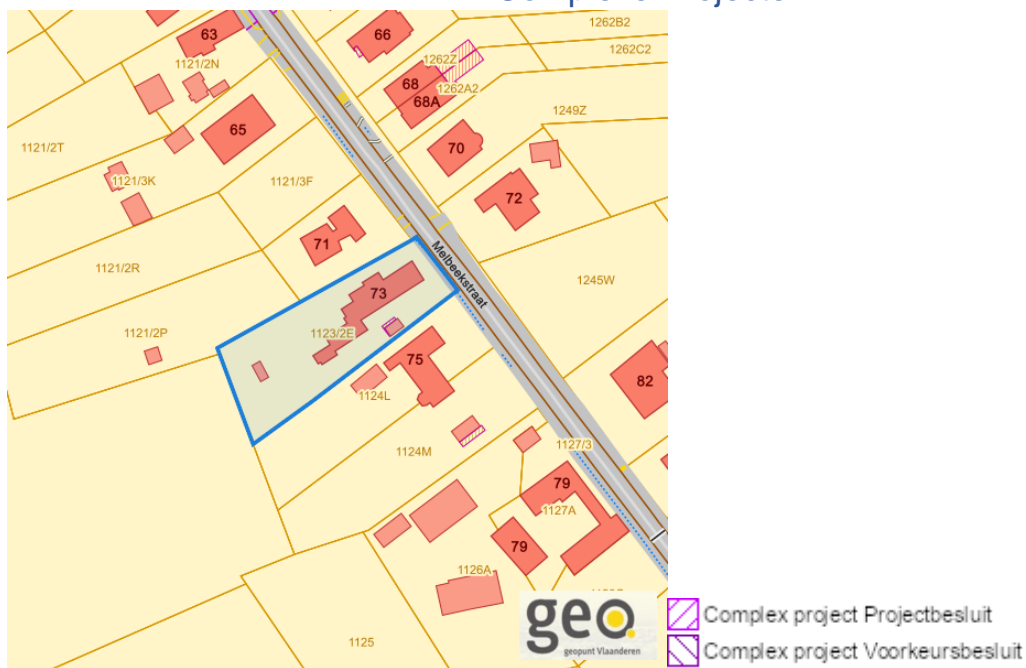 63
66
1262B2
1262C2
1121/2N
1262Z
68
1262A2
68A
1249Z
65
70
1121/2T
1121/3K
1121/3F
72
71
Melbeekstraat
1121/2R
1245W
73
1121/2P
1123/2E
75
82
1124L
1124M
1127/3
79
1127A
79
1126A
1125
geo
geopunt Vlaanderen
Complex project Projectbesluit
Complex project Voorkeursbesluit